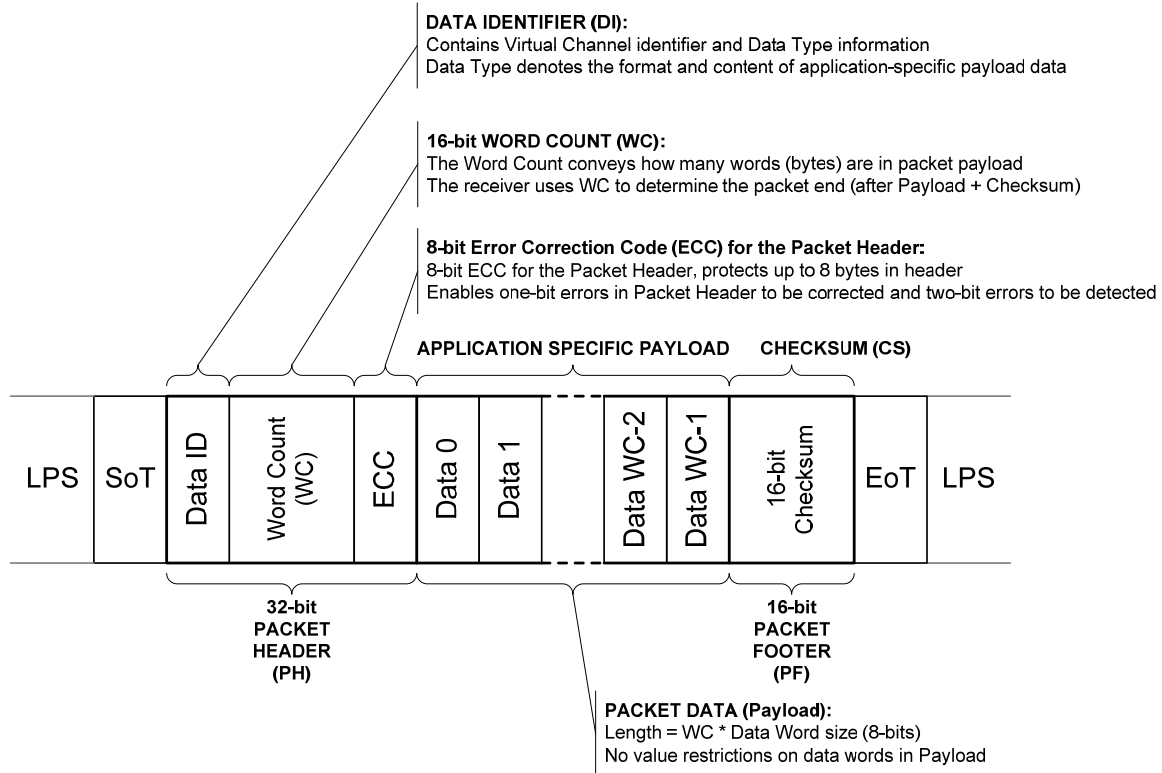 DATA IDENTIFIER (DI):
Contains Virtual Channel identifier and Data Type information
Data Type denotes the format and content of application-specific payload data
16-bit WORD COUNT (WC):
The Word Count conveys how many words (bytes) are in packet payload
The receiver uses WC to determine the packet end (after Payload + Checksum)
8-bit Error Correction Code (ECC) for the Packet Header:
8-bit ECC for the Packet Header, protects up to 8 bytes in header
Enables one-bit errors in Packet Header to be corrected and two-bit errors to be detected
APPLICATION SPECIFIC PAYLOAD
CHECKSUM (CS)
LPS
SoT
Data ID
Word Count
(WC)
ECC
Data 0
Data 1
Data WC-2
Data WC-1
16-bit
Checksum
EoT
LPS
32-bit
PACKET
HEADER
(PH)
16-bit
PACKET
FOOTER
(PF)
PACKET DATA (Payload):
Length = WC * Data Word size (8-bits)
No value restrictions on data words in Payload